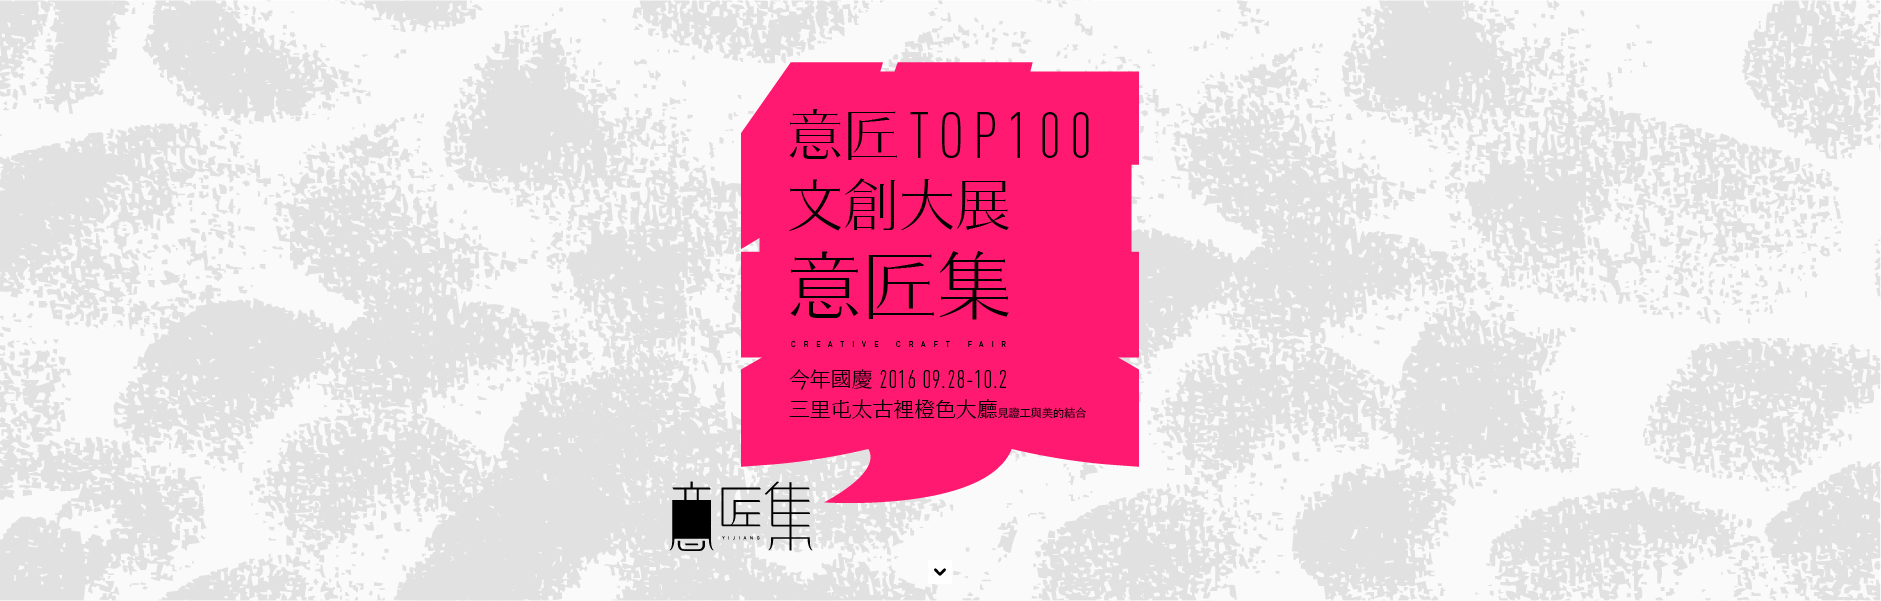 意匠TOP100
文創大展
意匠集
CREATIVE CRAFT FAIR
今年國慶 2016 09.28-10.2
三里屯太古裡橙色大廳見證工與美的結合
意匠集
YIJIANG